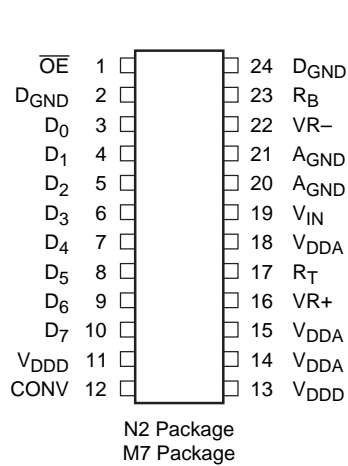 OE 1 24 DGND
DGND 2 23 RB
D0 3 22 VR–
D1 4 21 AGND
D2 5 20 AGND
D3 6 19 VIN
D4 7 18 VDDA
D5 8 17 RT
D6 9 16 VR+
D7 10 15 VDDA
VDDD 11 14 VDDA
CONV 12 13 VDDD
N2 Package
M7 Package